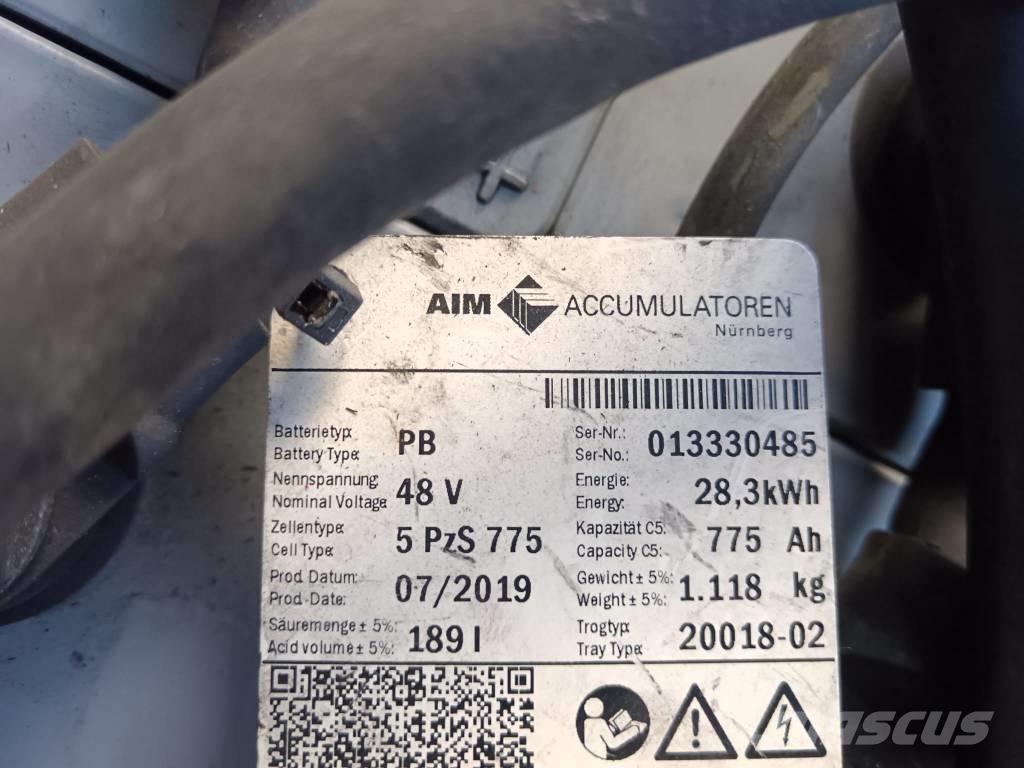 AIM ACCUMULATOREN
Nürnberg
Batterietyp: PB Ser-Nr.: 013330485
Battery Type: Ser-No.:
Nennspannung: 48 V Energie: 28,3kWh
Nominal Voltage: Energy:
Zellentype: 5 PzS 775 Kapazität C5: 775 Ah
Cell Type: Capacity C5:
Prod. Datum: 07/2019 Gewicht ± 5%: 1.118 kg
Prod.-Date: Weight ± 5%:
Säuremenge ± 5%: 189 l Trogtyp: 20018-02
Acid volume ± 5%: Tray Type:
+